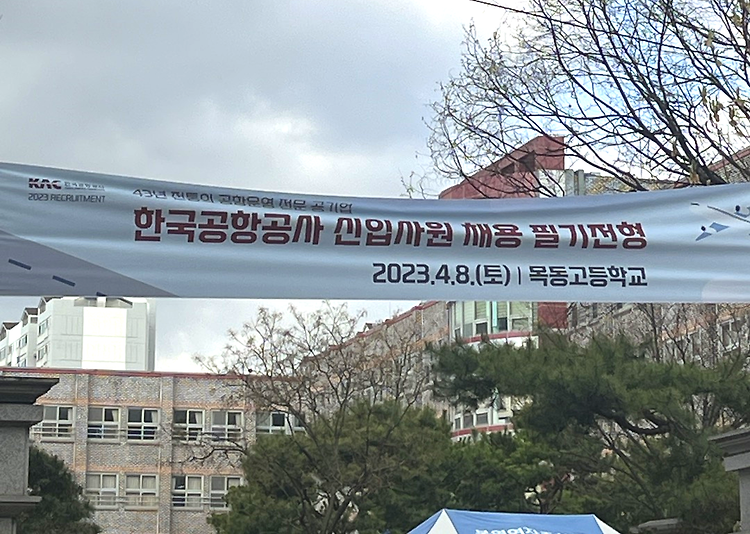 KAC 한국공항공사
2023 RECRUITMENT
43년 전통의 공항운영 전문 공기업
한국공항공사 신입사원 채용 필기전형
2023.4.8.(토) | 목동고등학교